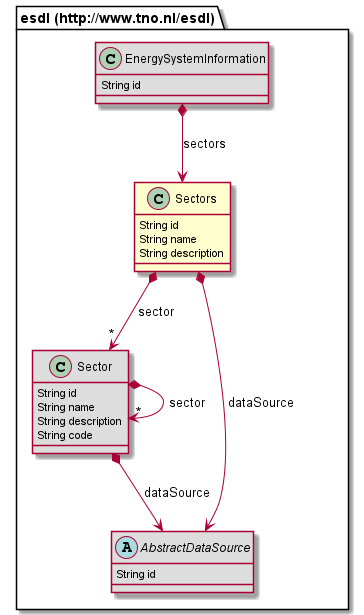 esdl (http://www.tno.nl/esdl)
C EnergySystemInformation
String id
sectors
C Sectors
String id
String name
String description
sector
*
C Sector
String id
String name
String description
String code
sector
*
dataSource
dataSource
A AbstractDataSource
String id